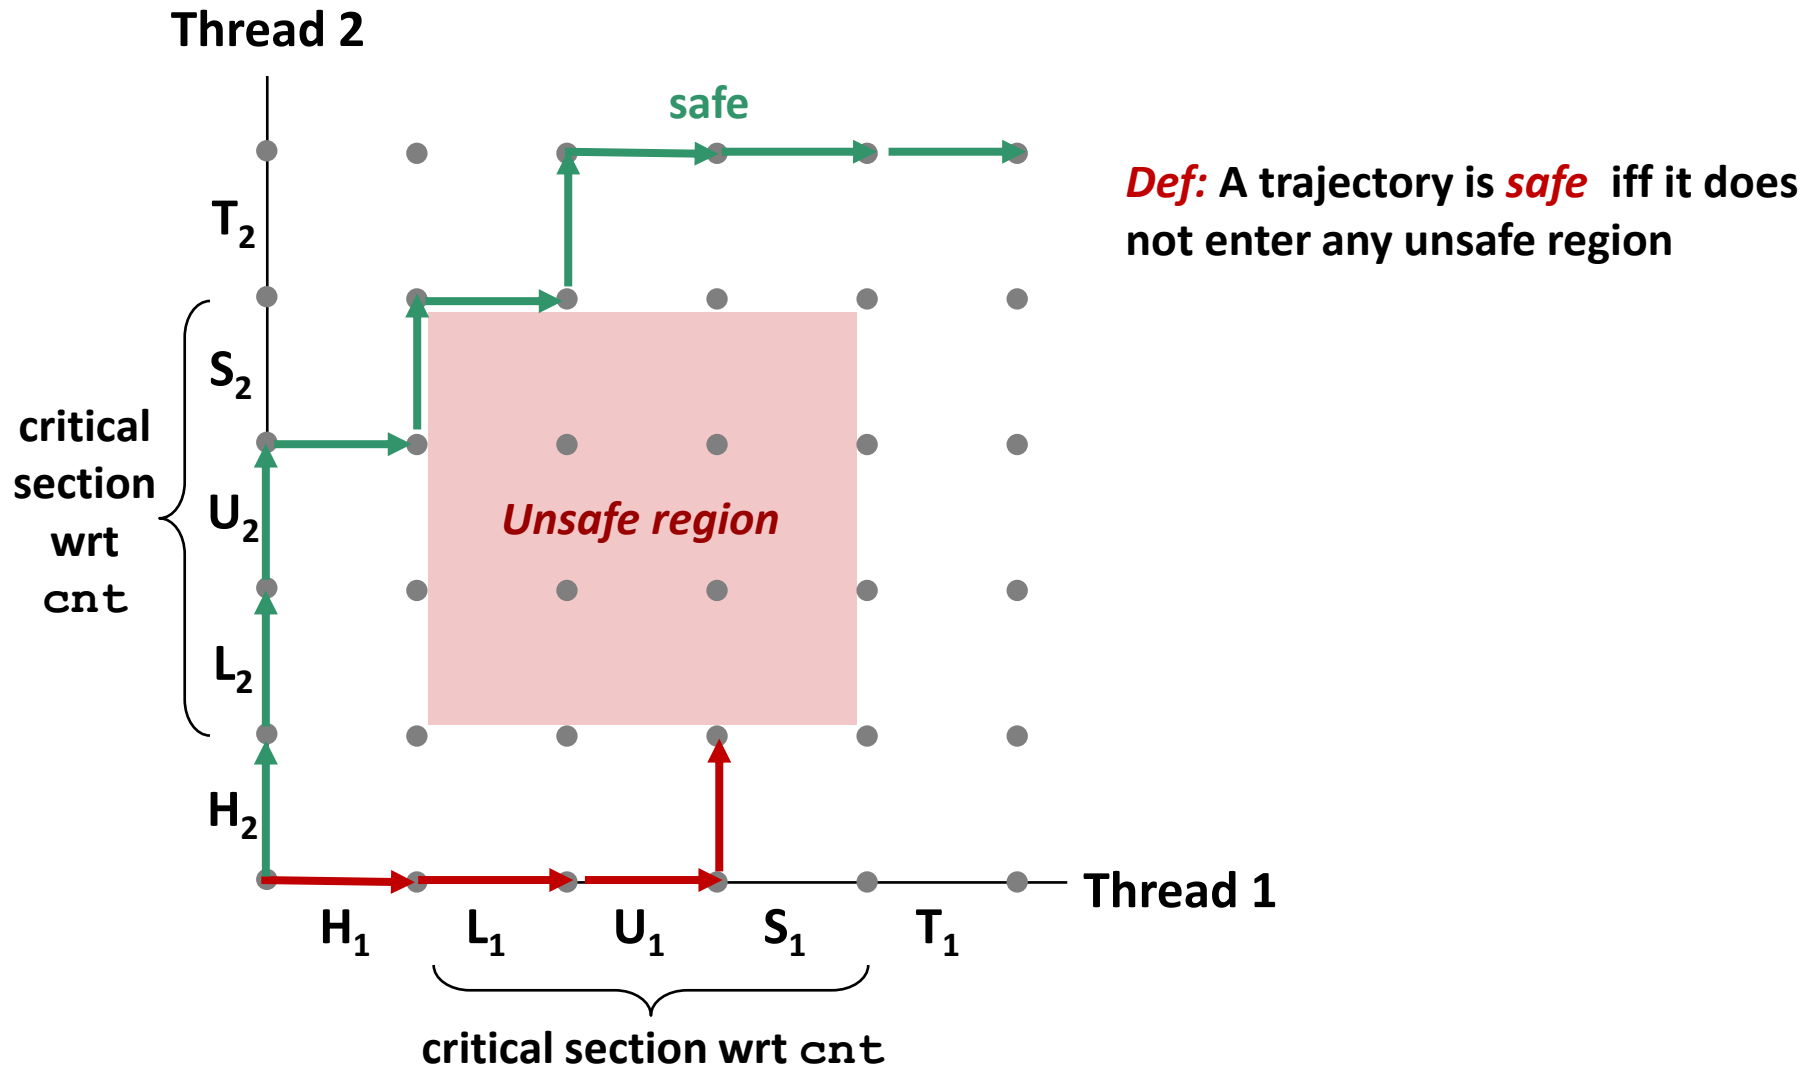 Thread 2
safe
Def: A trajectory is safe iff it does
not enter any unsafe region
T2
S2
critical
section
wrt
cnt
U2
Unsafe region
L2
H2
Thread 1
H1 L1 U1 S1 T1
critical section wrt cnt